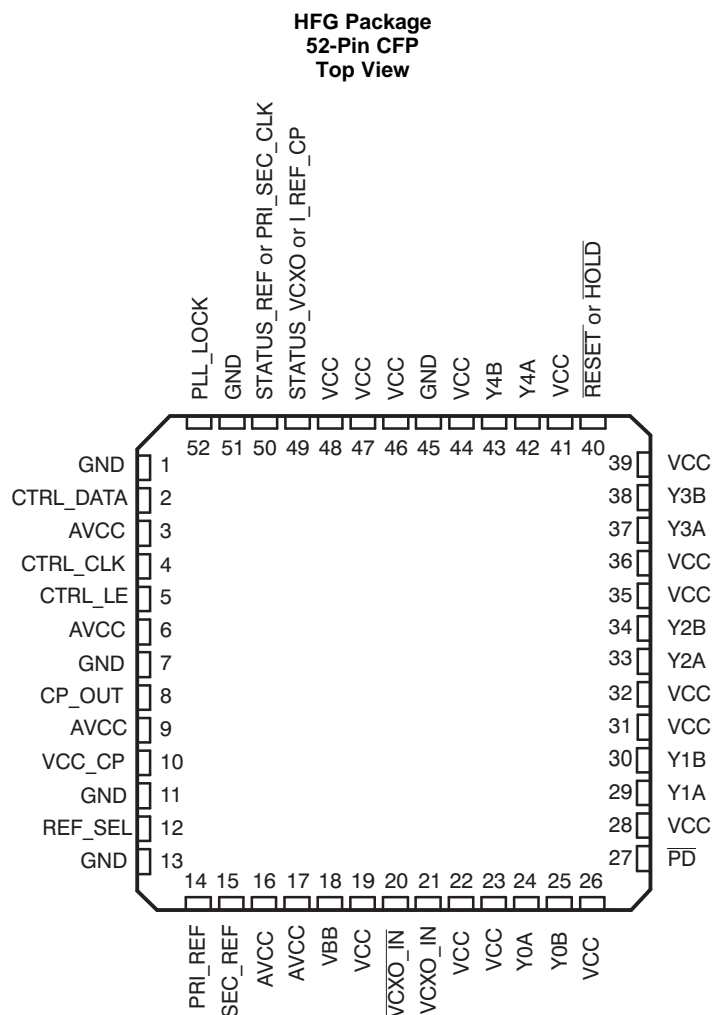 HFG Package
52-Pin CFP
Top View
PLL_LOCK
GND
STATUS_REF or PRI_SEC_CLK
STATUS_VCXO or I_REF_CP
VCC
VCC
VCC
GND
VCC
Y4B
Y4A
VCC
RESET or HOLD
52 51 50 49 48 47 46 45 44 43 42 41 40
GND 1
CTRL_DATA 2
AVCC 3
CTRL_CLK 4
CTRL_LE 5
AVCC 6
GND 7
CP_OUT 8
AVCC 9
VCC_CP 10
GND 11
REF_SEL 12
GND 13
39 VCC
38 Y3B
37 Y3A
36 VCC
35 VCC
34 Y2B
33 Y2A
32 VCC
31 VCC
30 Y1B
29 Y1A
28 VCC
27 PD
14 15 16 17 18 19 20 21 22 23 24 25 26
PRI_REF
SEC_REF
AVCC
AVCC
VBB
VCC
VCXO_IN
VCXO_IN
VCC
VCC
Y0A
Y0B
VCC